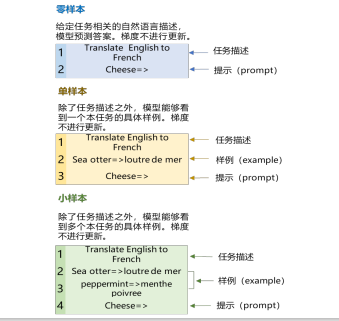 零样本
给定任务相关的自然语言描述，
模型预测答案。梯度不进行更新。
1 Translate English to
French
任务描述
2 Cheese=>
提示（prompt）
单样本
除了任务描述之外，模型能够看
到一个本任务的具体样例。梯度
不进行更新。
1 Translate English to
French
任务描述
2 Sea otter=>loutre de mer
样例（example）
3 Cheese=>
提示（prompt）
小样本
除了任务描述之外，模型能够看
到多个本任务的具体样例。梯度
不进行更新。
1 Translate English to
French
任务描述
2 Sea otter=>loutre de mer
样例（example）
3 peppermint=>menthe
poivree
4 Cheese=>
提示（prompt）